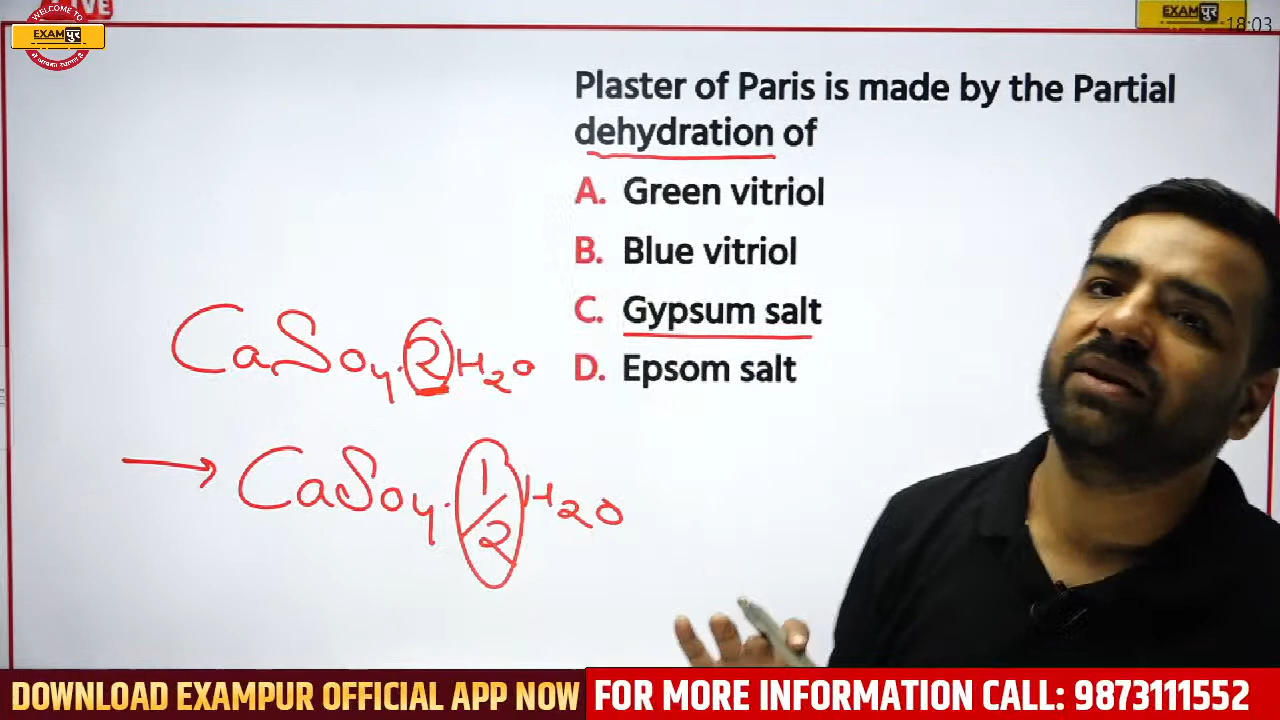 LIVE
WELCOME TO
EXAMपुर
EXAMपुर
18:03
Plaster of Paris is made by the Partial
dehydration of
A. Green vitriol
B. Blue vitriol
C. Gypsum salt
D. Epsom salt
CaSO4.2H2O
→ CaSO4.1/2H2O
DOWNLOAD EXAMPUR OFFICIAL APP NOW
FOR MORE INFORMATION CALL: 9873111552